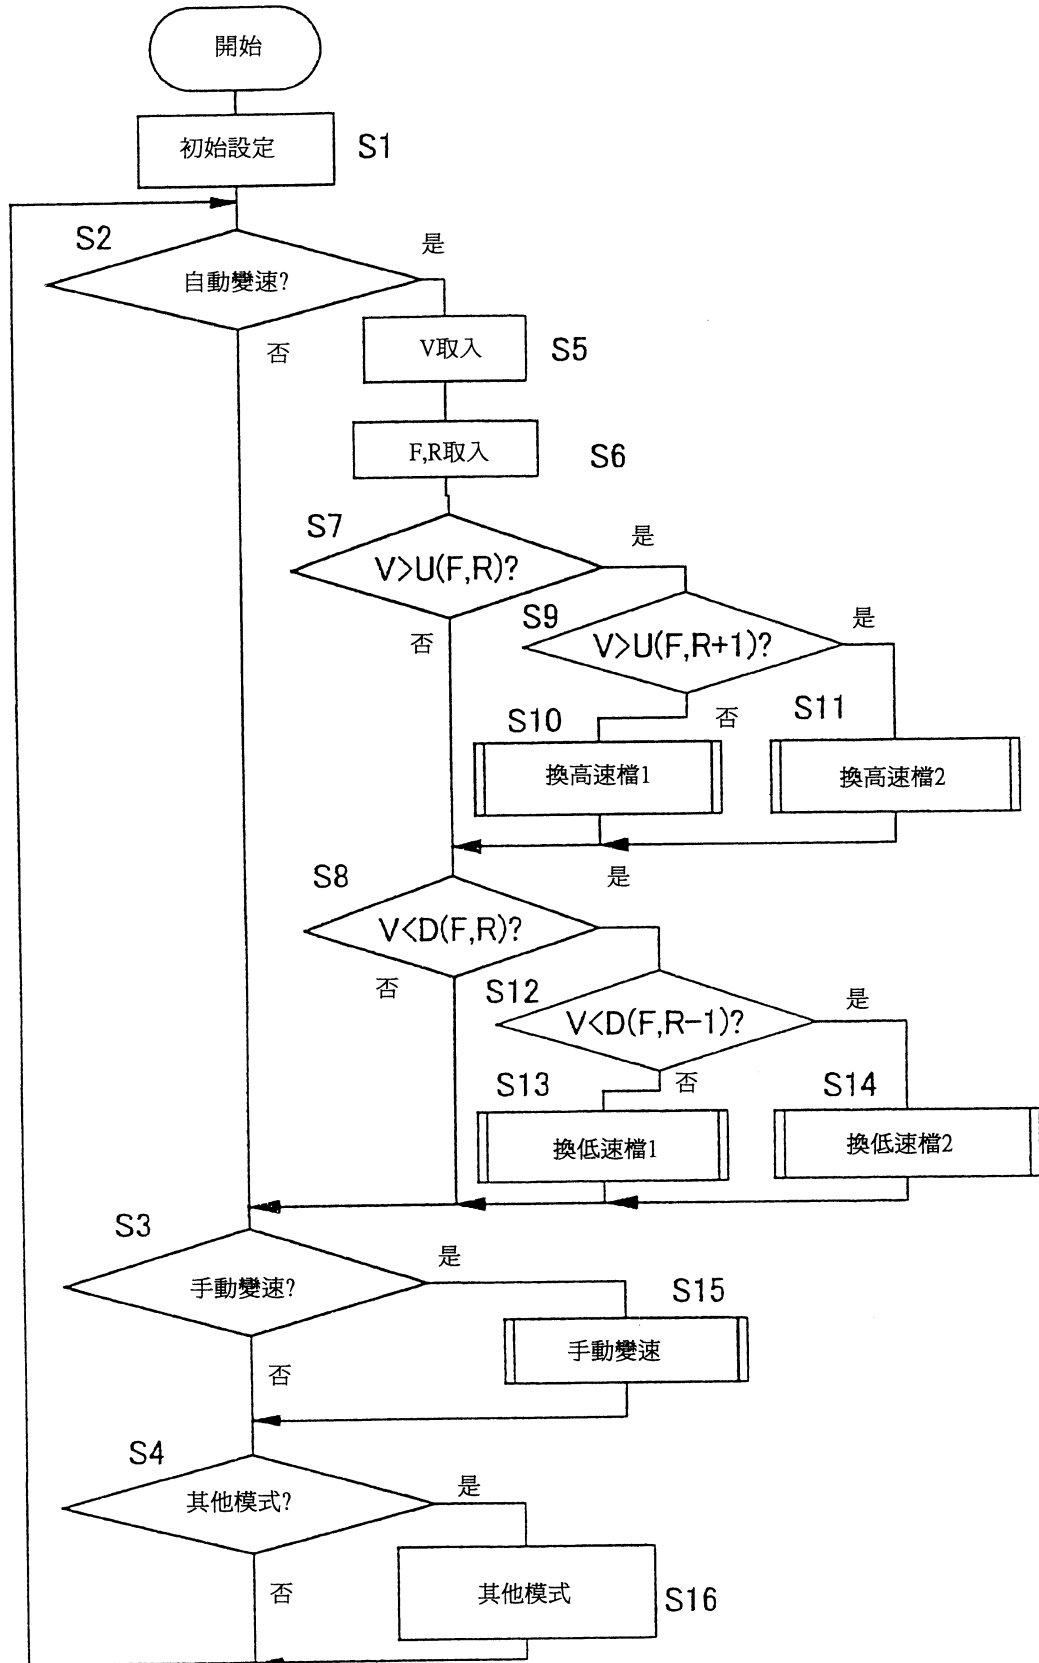 開始
初始設定
S1
S2
是
自動變速?
否
V取入
S5
F,R取入
S6
S7
是
V>U(F,R)?
否
S9
是
V>U(F,R+1)?
S10
否
S11
換高速檔1
換高速檔2
S8
是
V<D(F,R)?
否
S12
是
V<D(F,R−1)?
S13
否
S14
換低速檔1
換低速檔2
S3
是
手動變速?
S15
手動變速
否
S4
是
其他模式?
否
其他模式
S16